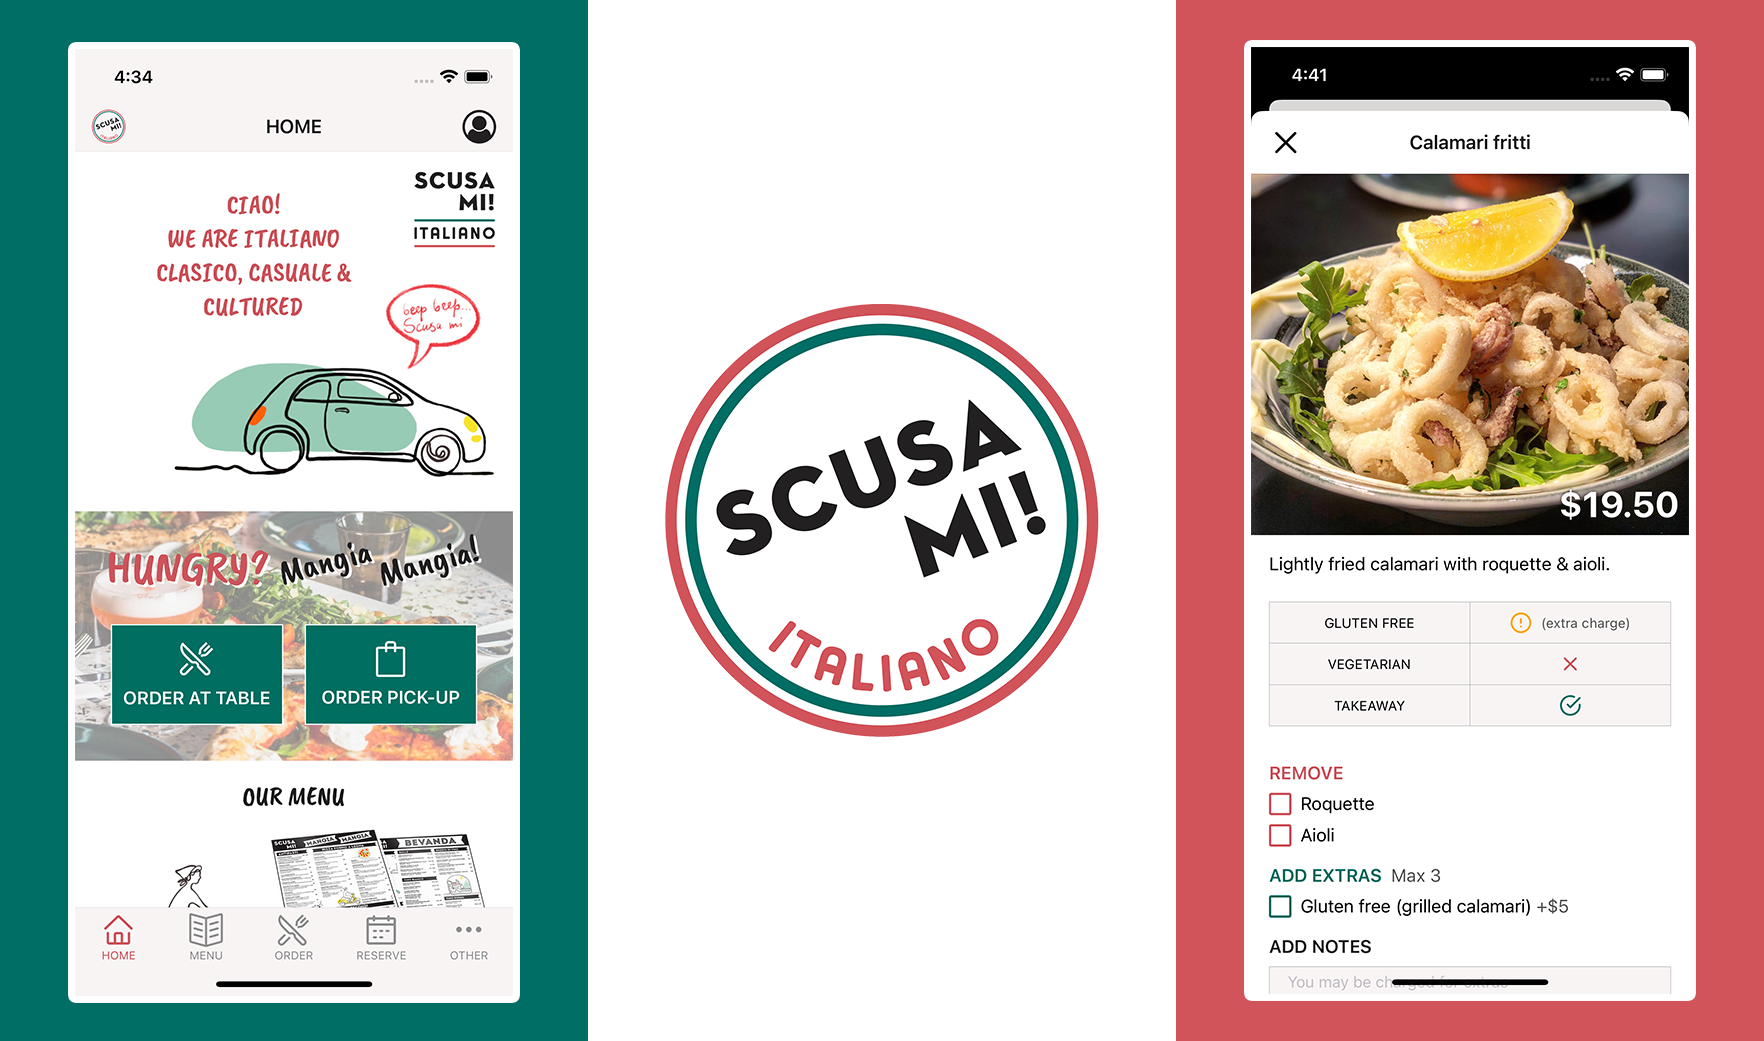 4:34
HOME
SCUSA
MI!
ITALIANO
CIAO!
WE ARE ITALIANO
CLASICO, CASUALE &
CULTURED
SCUSA
MI!
ITALIANO
beep beep...
Scusa mi
HUNGRY? Mangia Mangia!
ORDER AT TABLE
ORDER PICK-UP
OUR MENU
SCUSA
MI!
MANGIA MANGIA
BEVANDA
HOME
MENU
ORDER
RESERVE
OTHER
SCUSA
MI!
ITALIANO
4:41
Calamari fritti
$19.50
Lightly fried calamari with roquette & aioli.
GLUTEN FREE (extra charge)
VEGETARIAN
TAKEAWAY
REMOVE
Roquette
Aioli
ADD EXTRAS Max 3
Gluten free (grilled calamari) +$5
ADD NOTES
You may be charged for extras